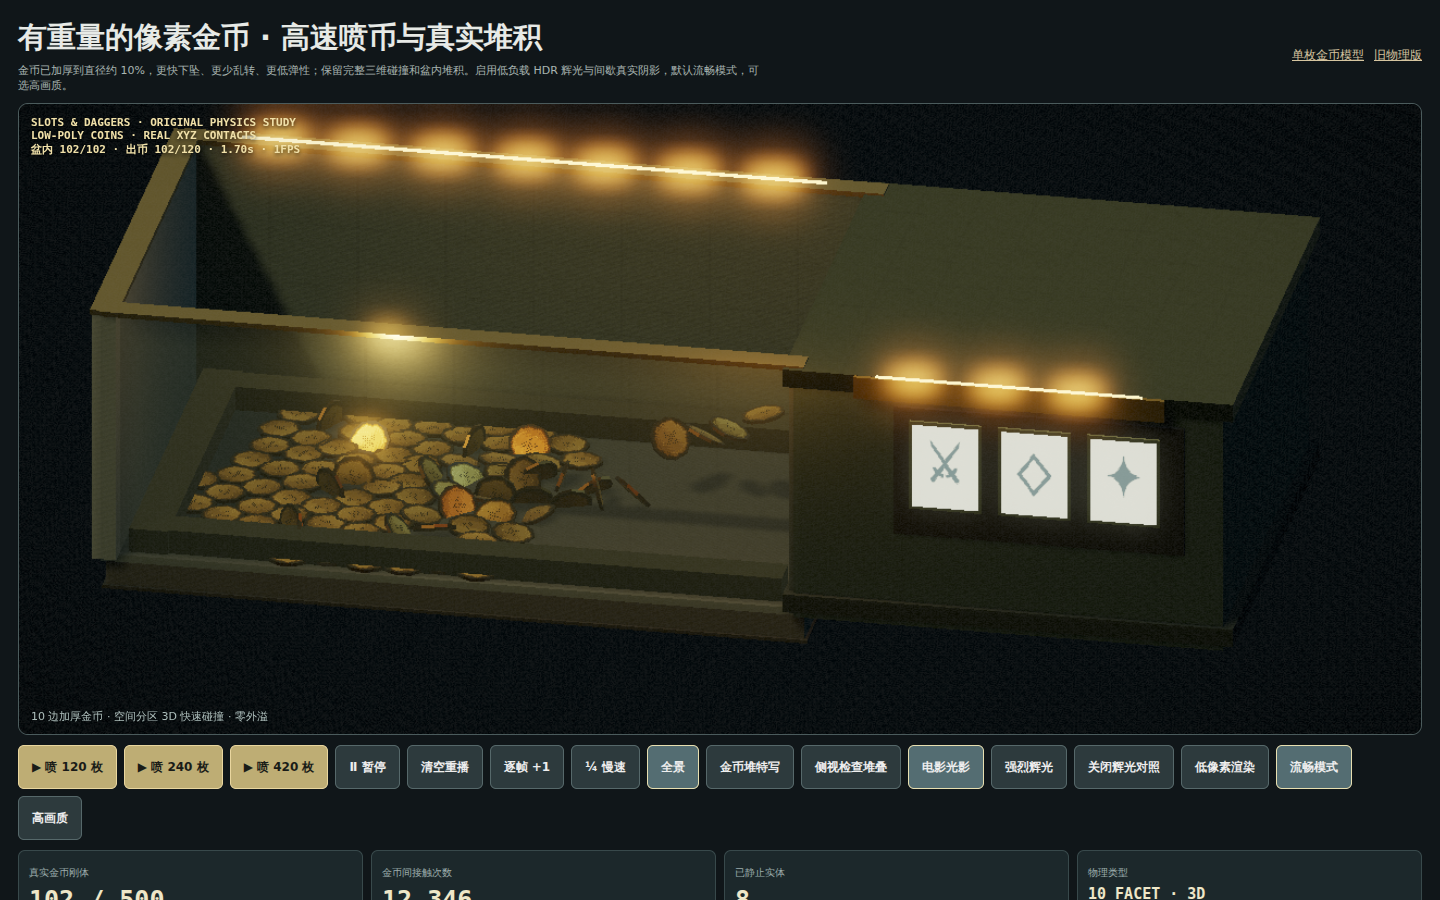 有重量的像素金币 · 高速喷币与真实堆积
单枚金币模型 旧物理版
金币已加厚到直径约 10%，更快下坠、更少乱转、更低弹性；保留完整三维碰撞和盆内堆积。启用低负载 HDR 辉光与间歇真实阴影，默认流畅模式，可
选高画质。
SLOTS & DAGGERS · ORIGINAL PHYSICS STUDY
LOW-POLY COINS · REAL XYZ CONTACTS
盆内 102/102 · 出币 102/120 · 1.70s · 1FPS
10 边加厚金币 · 空间分区 3D 快速碰撞 · 零外溢
▶ 喷 120 枚 ▶ 喷 240 枚 ▶ 喷 420 枚 Ⅱ 暂停 清空重播 逐帧 +1 ¼ 慢速 全景 金币堆特写 侧视检查堆叠 电影光影 强烈辉光 关闭辉光对照 低像素渲染 流畅模式
高画质
真实金币刚体 金币间接触次数 已静止实体 物理类型
102 / 500 12,346 8 10 FACET · 3D